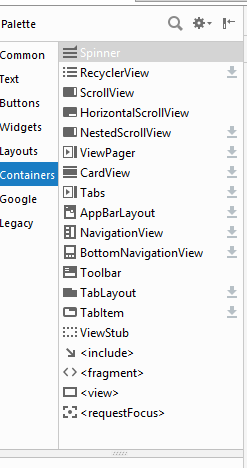 Palette
Common
Text
Buttons
Widgets
Layouts
Containers
Google
Legacy
Spinner
RecyclerView
ScrollView
HorizontalScrollView
NestedScrollView
ViewPager
CardView
Tabs
AppBarLayout
NavigationView
BottomNavigationView
Toolbar
TabLayout
TabItem
ViewStub
<include>
<fragment>
<view>
<requestFocus>